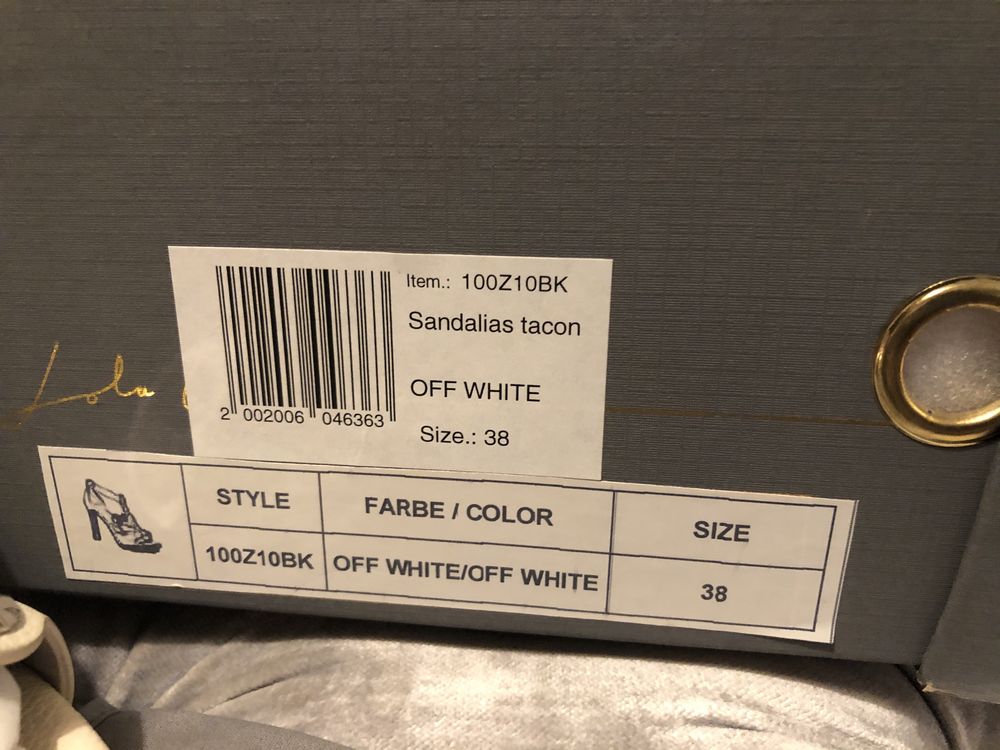 Item.: 100Z10BK
Sandalias tacon
OFF WHITE
Size.: 38
2 002006 046363
Lola
STYLE FARBE / COLOR SIZE
100Z10BK OFF WHITE/OFF WHITE 38